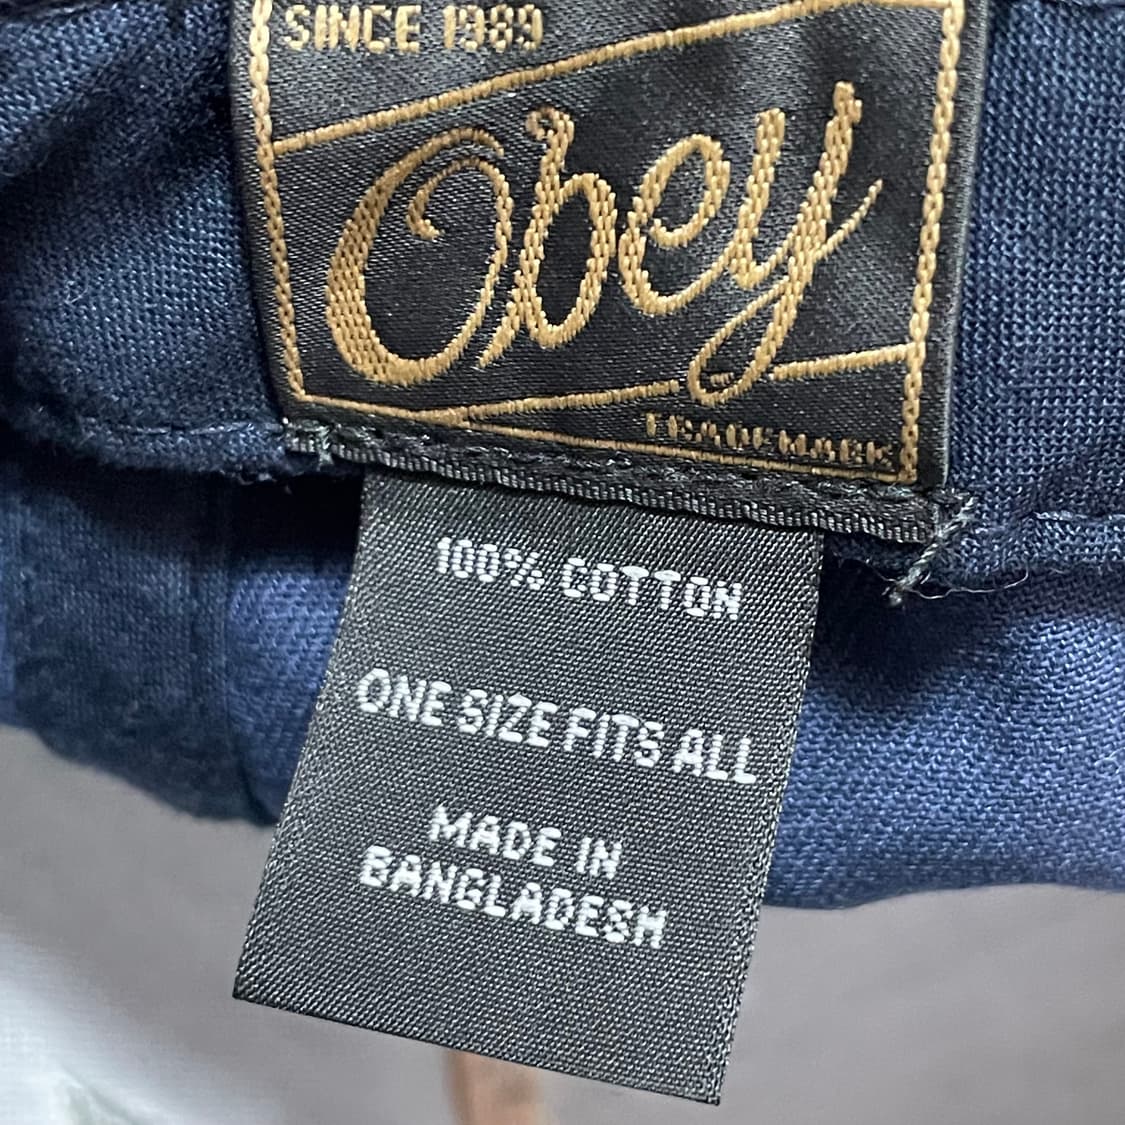 SINCE 1989
Obey
TRADEMARK
100% COTTON
ONE SIZE FITS ALL
MADE IN
BANGLADESH